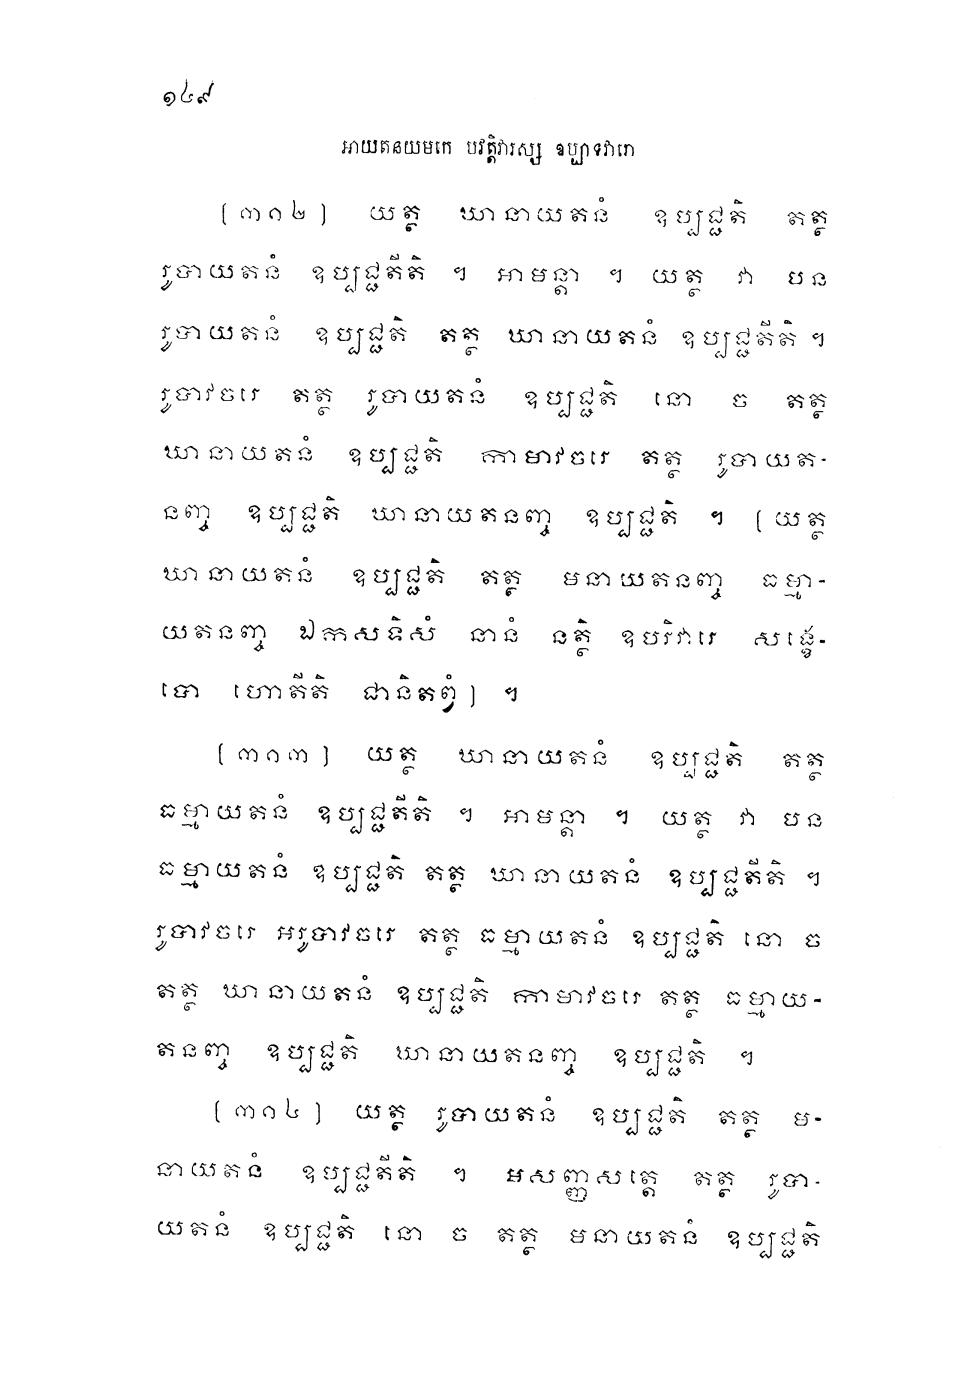 ១៤៩
អាយតនយមកេ បវត្តិវារស្ស ឧប្បាទវារោ
(៣១២) យត្ថ ឃានាយតនំ ឧប្បជ្ជតិ តត្ថ
រូបាយតនំ ឧប្បជ្ជតីតិ ។ អាមន្តា ។ យត្ថ វា បន
រូបាយតនំ ឧប្បជ្ជតិ តត្ថ ឃានាយតនំ ឧប្បជ្ជតីតិ ។
រូបាវចរេ តត្ថ រូបាយតនំ ឧប្បជ្ជតិ នោ ច តត្ថ
ឃានាយតនំ ឧប្បជ្ជតិ កាមាវចរេ តត្ថ រូបាយត-
នញ្ច ឧប្បជ្ជតិ ឃានាយតនញ្ច ឧប្បជ្ជតិ ។ (យត្ថ
ឃានាយតនំ ឧប្បជ្ជតិ តត្ថ មនាយតនញ្ច ធម្មា-
យតនញ្ច ឯកសទិសំ នានំ នត្ថិ ឧបរិវារេ សង្ខេ-
បោ ហោតីតិ ជានិតព្វំ) ។
(៣១៣) យត្ថ ឃានាយតនំ ឧប្បជ្ជតិ តត្ថ
ធម្មាយតនំ ឧប្បជ្ជតីតិ ។ អាមន្តា ។ យត្ថ វា បន
ធម្មាយតនំ ឧប្បជ្ជតិ តត្ថ ឃានាយតនំ ឧប្បជ្ជតីតិ ។
រូបាវចរេ អរូបាវចរេ តត្ថ ធម្មាយតនំ ឧប្បជ្ជតិ នោ ច
តត្ថ ឃានាយតនំ ឧប្បជ្ជតិ កាមាវចរេ តត្ថ ធម្មាយ-
តនញ្ច ឧប្បជ្ជតិ ឃានាយតនញ្ច ឧប្បជ្ជតិ ។
(៣១៤) យត្ថ រូបាយតនំ ឧប្បជ្ជតិ តត្ថ ម-
នាយតនំ ឧប្បជ្ជតីតិ ។ អសញ្ញសត្តេ តត្ថ រូបា-
យតនំ ឧប្បជ្ជតិ នោ ច តត្ថ មនាយតនំ ឧប្បជ្ជតិ